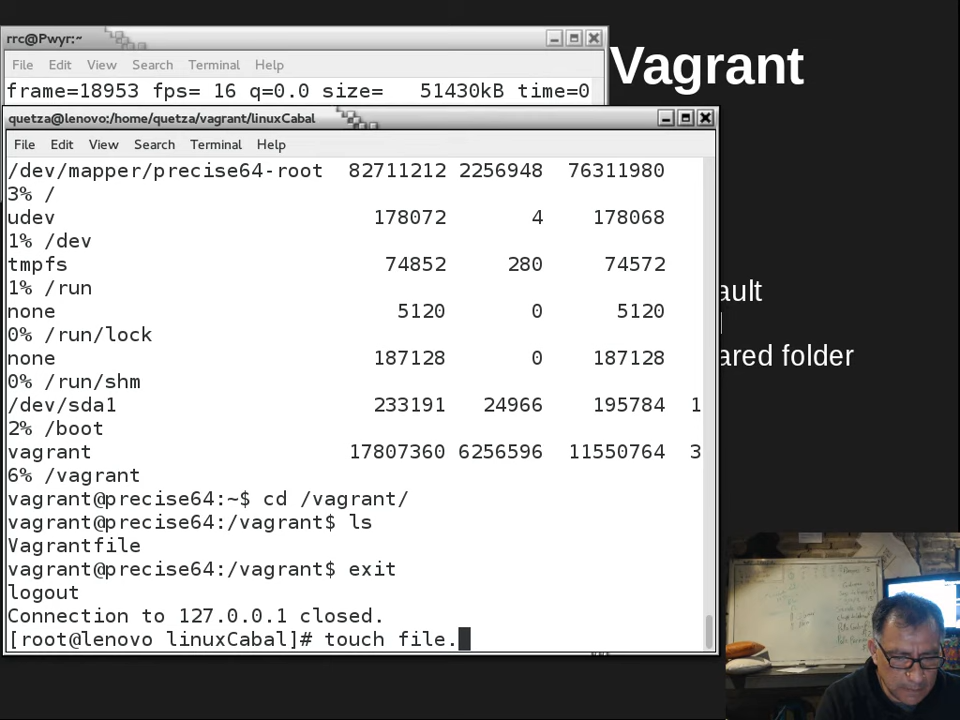 rrc@Pwyr:~
File Edit View Search Terminal Help
frame=18953 fps= 16 q=0.0 size= 51430kB time=0
Vagrant
quetza@lenovo:/home/quetza/vagrant/linuxCabal
File Edit View Search Terminal Help
/dev/mapper/precise64-root 82711212 2256948 76311980
3% /
udev 178072 4 178068
1% /dev
tmpfs 74852 280 74572
1% /run
none 5120 0 5120
0% /run/lock
none 187128 0 187128
0% /run/shm
/dev/sda1 233191 24966 195784 1
2% /boot
vagrant 17807360 6256596 11550764 3
6% /vagrant
vagrant@precise64:~$ cd /vagrant/
vagrant@precise64:/vagrant$ ls
Vagrantfile
vagrant@precise64:/vagrant$ exit
logout
Connection to 127.0.0.1 closed.
[root@lenovo linuxCabal]# touch file.
ault
ared folder